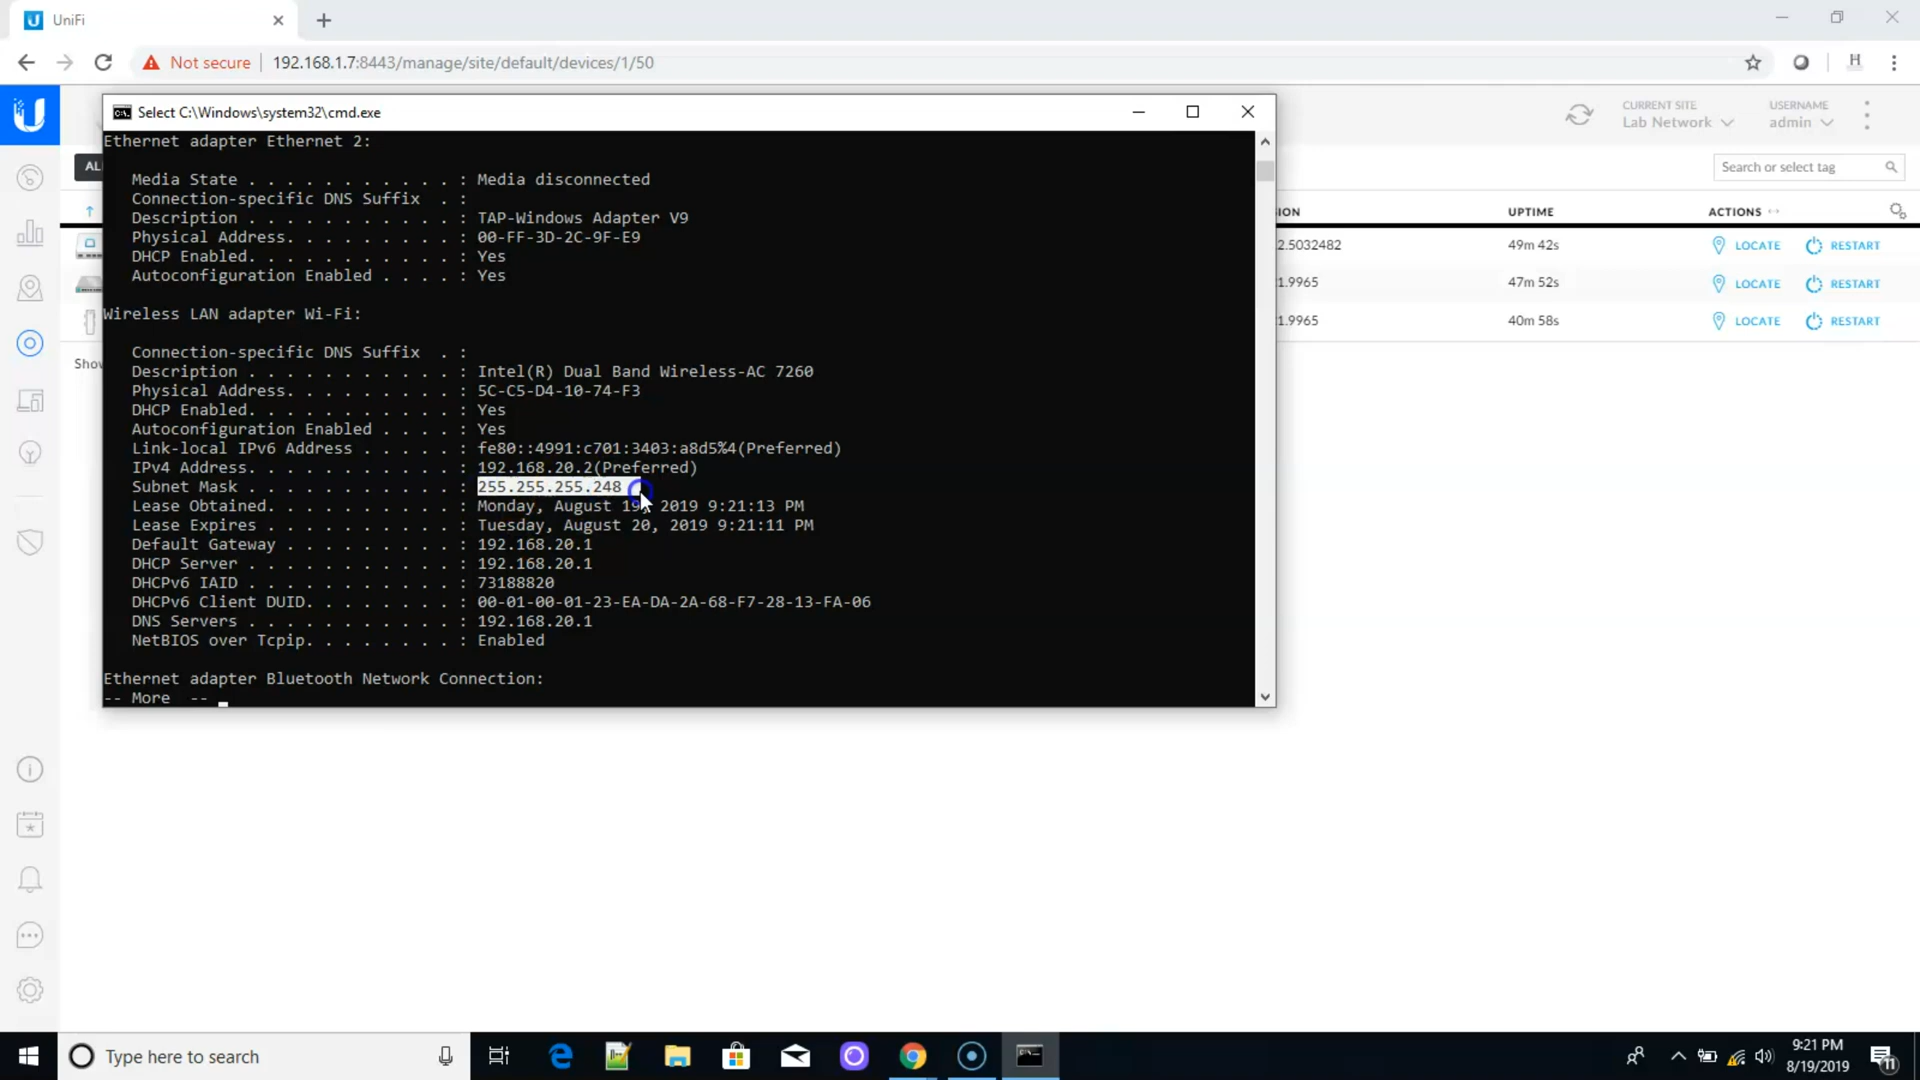 UniFi
Not secure
192.168.1.7:8443/manage/site/default/devices/1/50
H
Select C:\Windows\system32\cmd.exe
CURRENT SITE
USERNAME
Lab Network
admin
Search or select tag
UPTIME
ACTIONS
2.5032482 49m 42s LOCATE RESTART
1.9965 47m 52s LOCATE RESTART
1.9965 40m 58s LOCATE RESTART
Ethernet adapter Ethernet 2:
Media State . . . . . . . . . . . : Media disconnected
Connection-specific DNS Suffix . :
Description . . . . . . . . . . . : TAP-Windows Adapter V9
Physical Address. . . . . . . . . : 00-FF-3D-2C-9F-E9
DHCP Enabled. . . . . . . . . . . : Yes
Autoconfiguration Enabled . . . . : Yes
Wireless LAN adapter Wi-Fi:
Connection-specific DNS Suffix . :
Description . . . . . . . . . . . : Intel(R) Dual Band Wireless-AC 7260
Physical Address. . . . . . . . . : 5C-C5-D4-10-74-F3
DHCP Enabled. . . . . . . . . . . : Yes
Autoconfiguration Enabled . . . . : Yes
Link-local IPv6 Address . . . . . : fe80::4991:c701:3403:a8d5%4(Preferred)
IPv4 Address. . . . . . . . . . . : 192.168.20.2(Preferred)
Subnet Mask . . . . . . . . . . . : 255.255.255.248
Lease Obtained. . . . . . . . . . : Monday, August 19, 2019 9:21:13 PM
Lease Expires . . . . . . . . . . : Tuesday, August 20, 2019 9:21:11 PM
Default Gateway . . . . . . . . . : 192.168.20.1
DHCP Server . . . . . . . . . . . : 192.168.20.1
DHCPv6 IAID . . . . . . . . . . . : 73188820
DHCPv6 Client DUID. . . . . . . . : 00-01-00-01-23-EA-DA-2A-68-F7-28-13-FA-06
DNS Servers . . . . . . . . . . . : 192.168.20.1
NetBIOS over Tcpip. . . . . . . . : Enabled
Ethernet adapter Bluetooth Network Connection:
-- More --
Type here to search
9:21 PM
8/19/2019
11